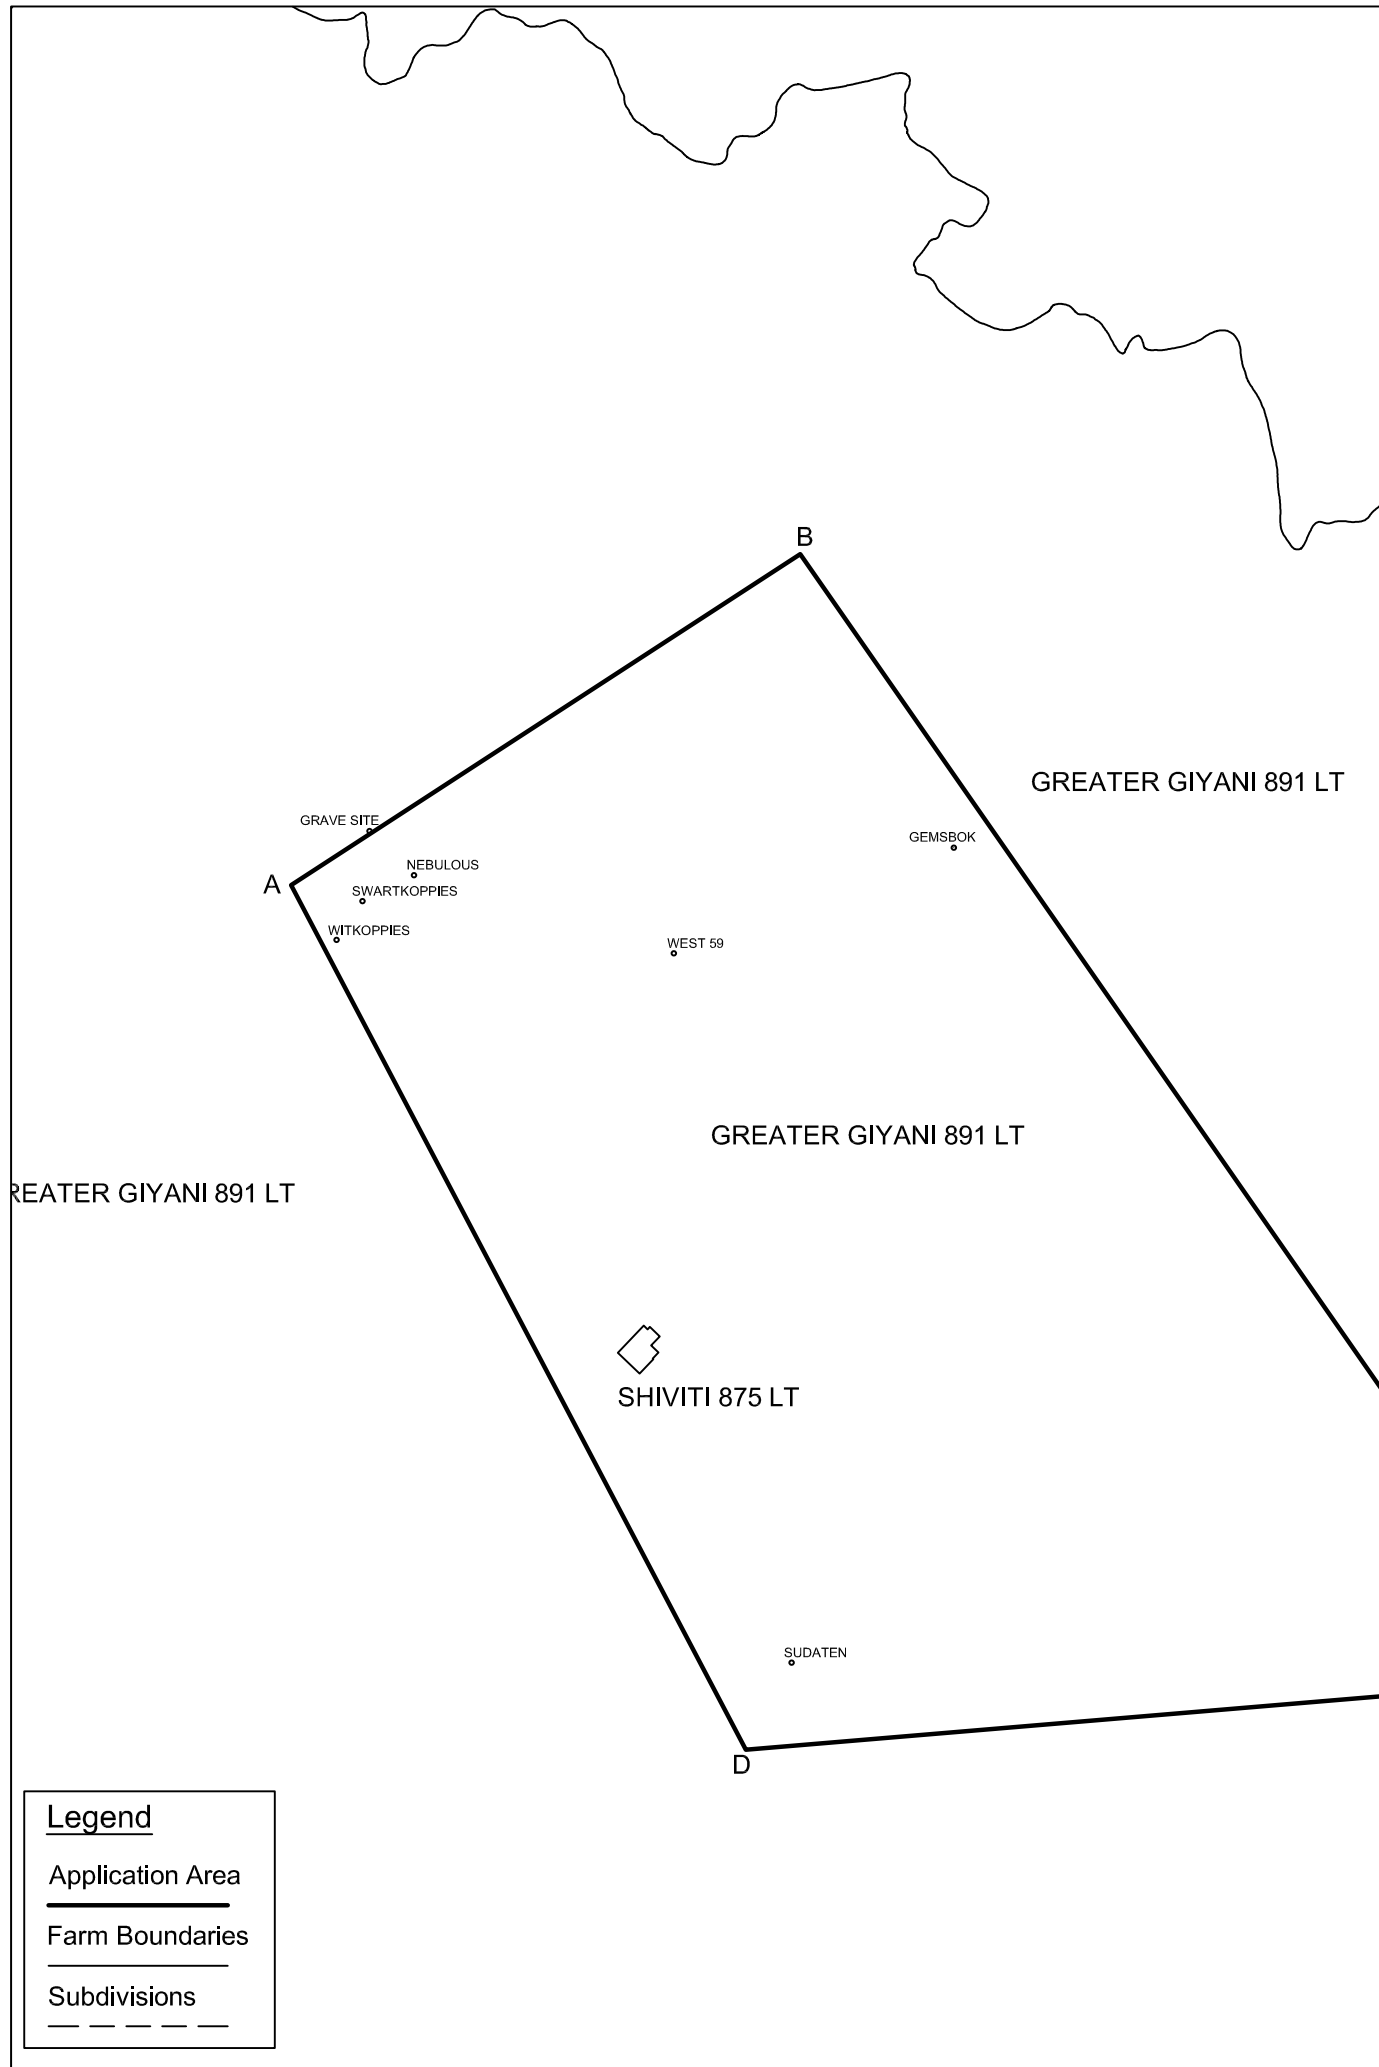 B
GREATER GIYANI 891 LT
GRAVE SITE
GEMSBOK
NEBULOUS
A
SWARTKOPPIES
WITKOPPIES
WEST 59
GREATER GIYANI 891 LT
REATER GIYANI 891 LT
SHIVITI 875 LT
SUDATEN
D
Legend
Application Area
Farm Boundaries
Subdivisions